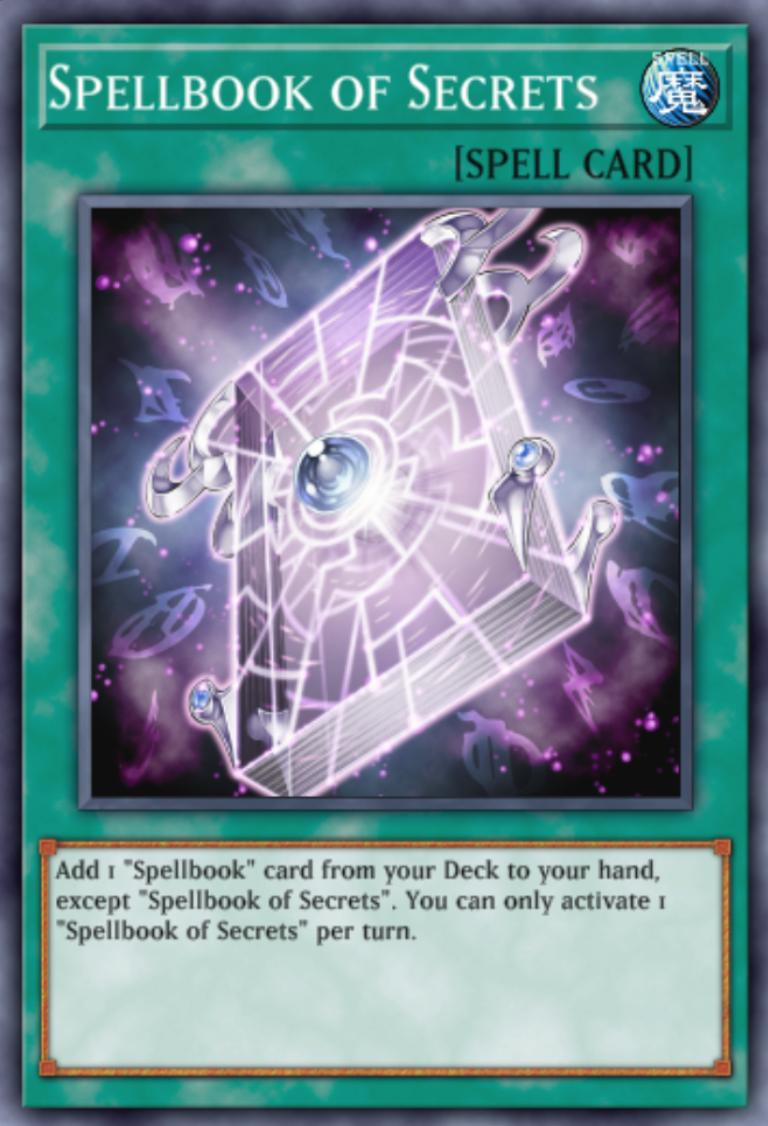 SPELLBOOK OF SECRETS
SPELL
魔
[SPELL CARD]
Add 1 "Spellbook" card from your Deck to your hand,
except "Spellbook of Secrets". You can only activate 1
"Spellbook of Secrets" per turn.